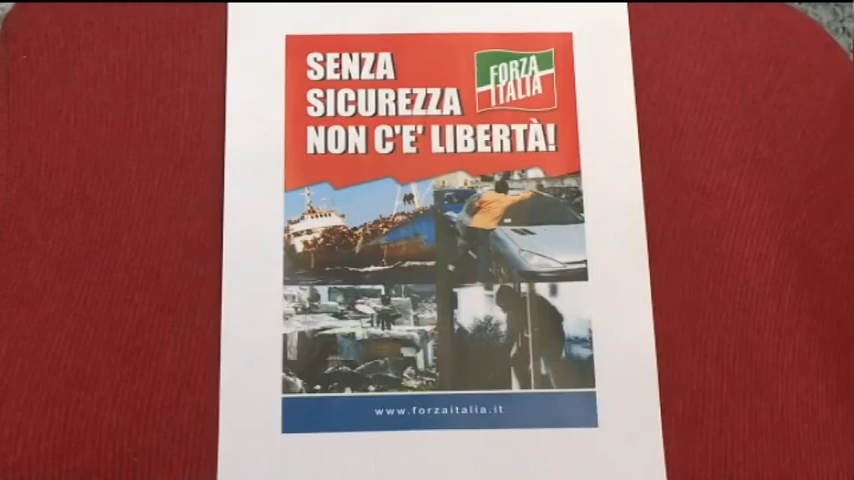 SENZA
SICUREZZA
NON C'E' LIBERTÀ!
FORZA
ITALIA
www.forzaitalia.it